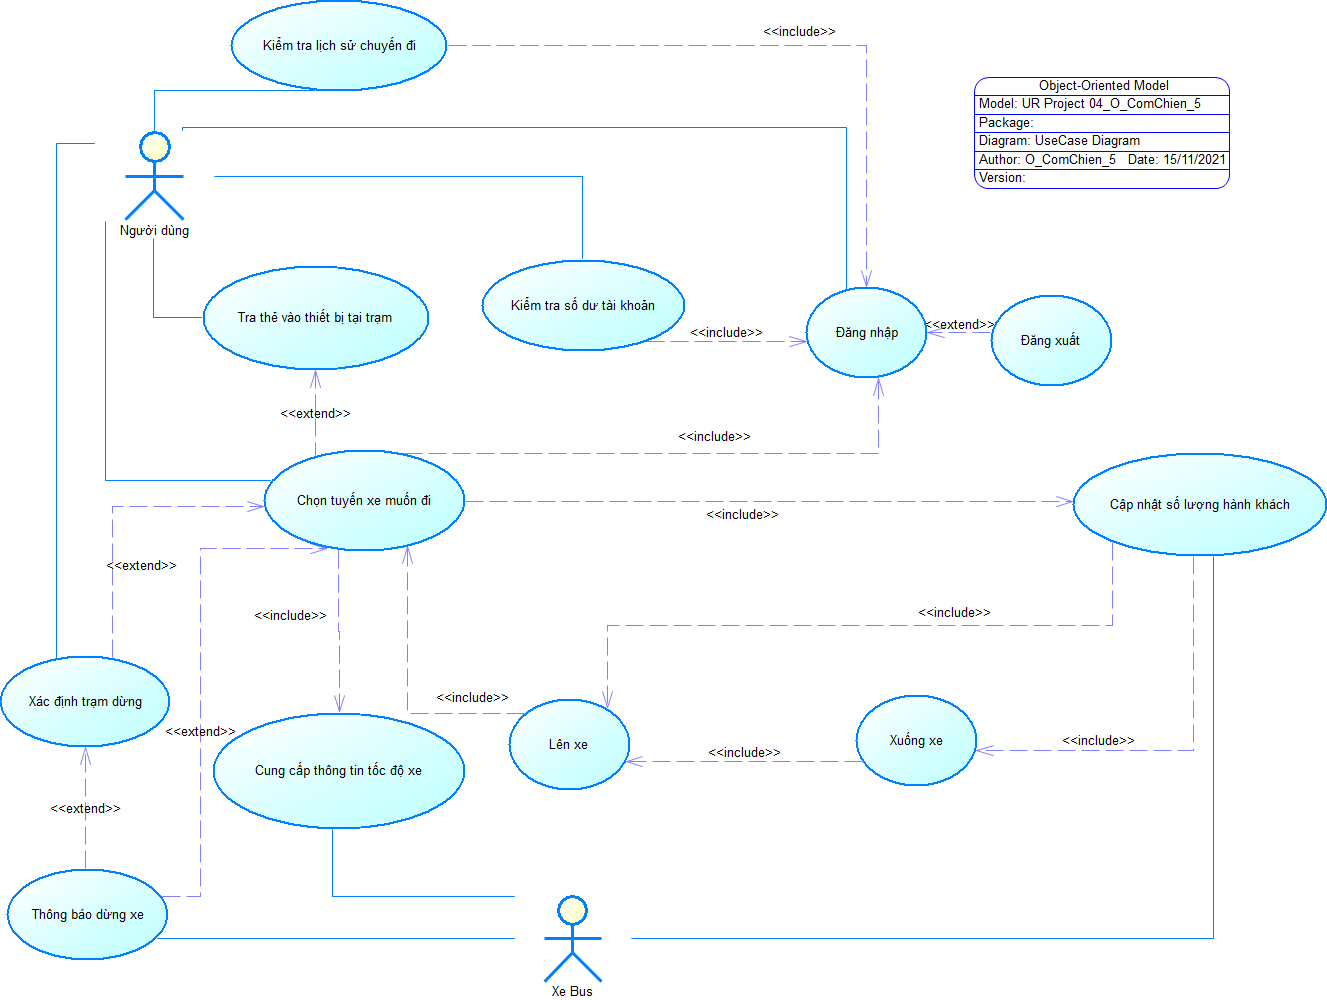 Kiểm tra lịch sử chuyến đi
<<include>>
Object-Oriented Model
Model: UR Project 04_O_ComChien_5
Package:
Diagram: UseCase Diagram
Author: O_ComChien_5 Date: 15/11/2021
Version:
Người dùng
Kiểm tra số dư tài khoản
Tra thẻ vào thiết bị tại trạm
<<include>>
Đăng nhập
<<extend>>
Đăng xuất
<<extend>>
<<include>>
Chọn tuyến xe muốn đi
<<include>>
Cập nhật số lượng hành khách
<<extend>>
<<include>>
<<include>>
Xác định trạm dừng
<<include>>
<<extend>>
Lên xe
<<include>>
Xuống xe
<<include>>
Cung cấp thông tin tốc độ xe
<<extend>>
Thông báo dừng xe
Xe Bus